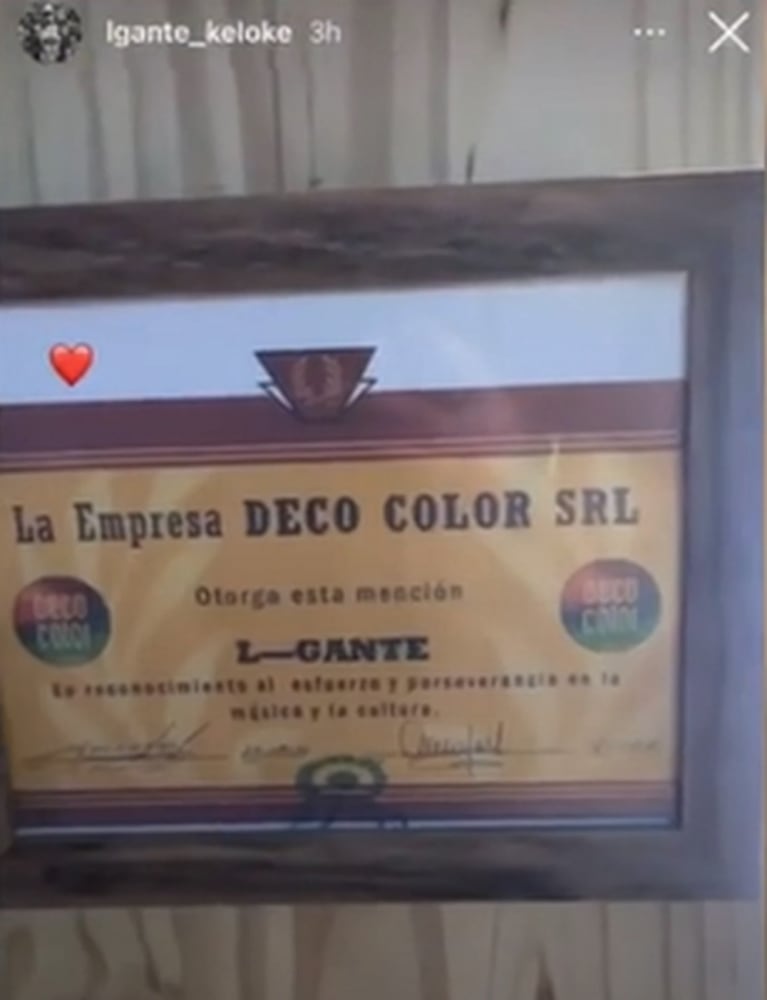 lgante_keloke 3h
La Empresa DECO COLOR SRL
Otorga esta mención
DECO COLOR
DECO COLOR
L—GANTE
En reconocimiento al esfuerzo y perseverancia en la
música y la cultura.